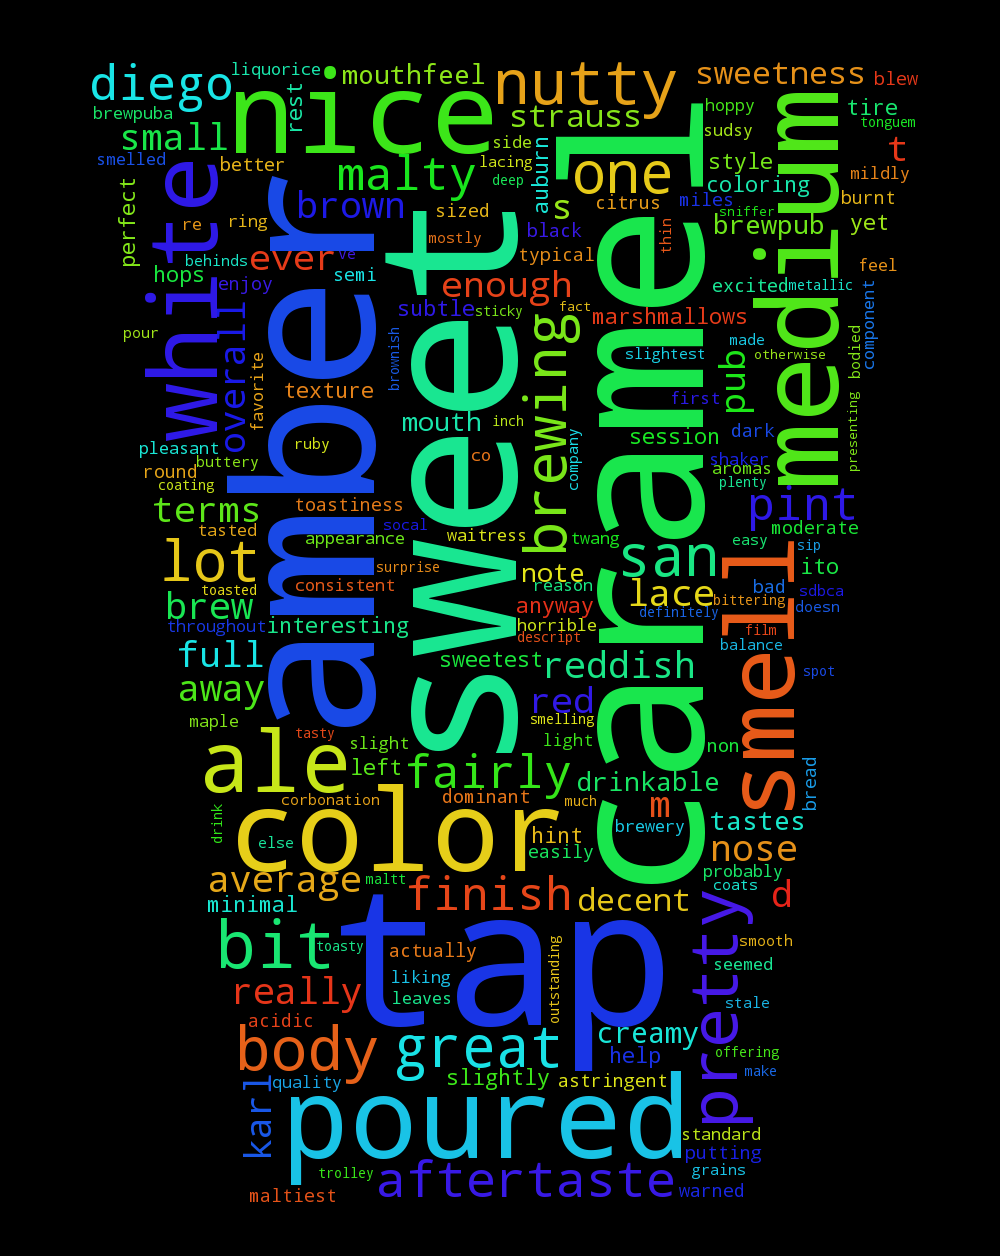 diego
liquorice
mouthfeel
nutty
sweetness
blew
brewpuba
rest
nice
strauss
hoppy
tire
tonguem
small
side
sudsy
t
smelled
better
malty
lacing
deep
auburn
one
style
mildly
medium
white
perfect
brown
sized
s
citrus
miles
coloring
burnt
re
ring
amber
mostly
black
thin
sniffer
brewpub
yet
behinds
ever
ve
sweet
typical
caramel
feel
hops
enjoy
semi
enough
excited
metallic
component
overall
subtle
sticky
fact
marshmallows
pour
brownish
brewing
made
slightest
otherwise
bodied
favorite
texture
pub
first
presenting
mouth
inch
session
dark
pleasant
ruby
co
company
shaker
buttery
aromas
round
coating
plenty
terms
toastiness
pint
tasted
socal
appearance
waitress
twang
moderate
lot
surprise
note
san
easy
sip
smell
ito
toasted
consistent
reason
lace
bad
sdbca
brew
anyway
bittering
doesn
definitely
throughout
interesting
horrible
descript
film
balance
full
sweetest
reddish
spot
away
red
maple
smelling
tasty
slight
light
non
ale
left
fairly
drinkable
bread
color
corbonation
dominant
much
m
drink
else
hint
brewery
tastes
easily
nose
average
maltt
probably
coats
minimal
finish
decent
d
tap
pretty
bit
toasty
actually
outstanding
smooth
seemed
really
liking
leaves
stale
acidic
body
great
creamy
help
offering
make
karl
quality
slightly
astringent
poured
standard
putting
trolley
aftertaste
grains
maltiest
warned